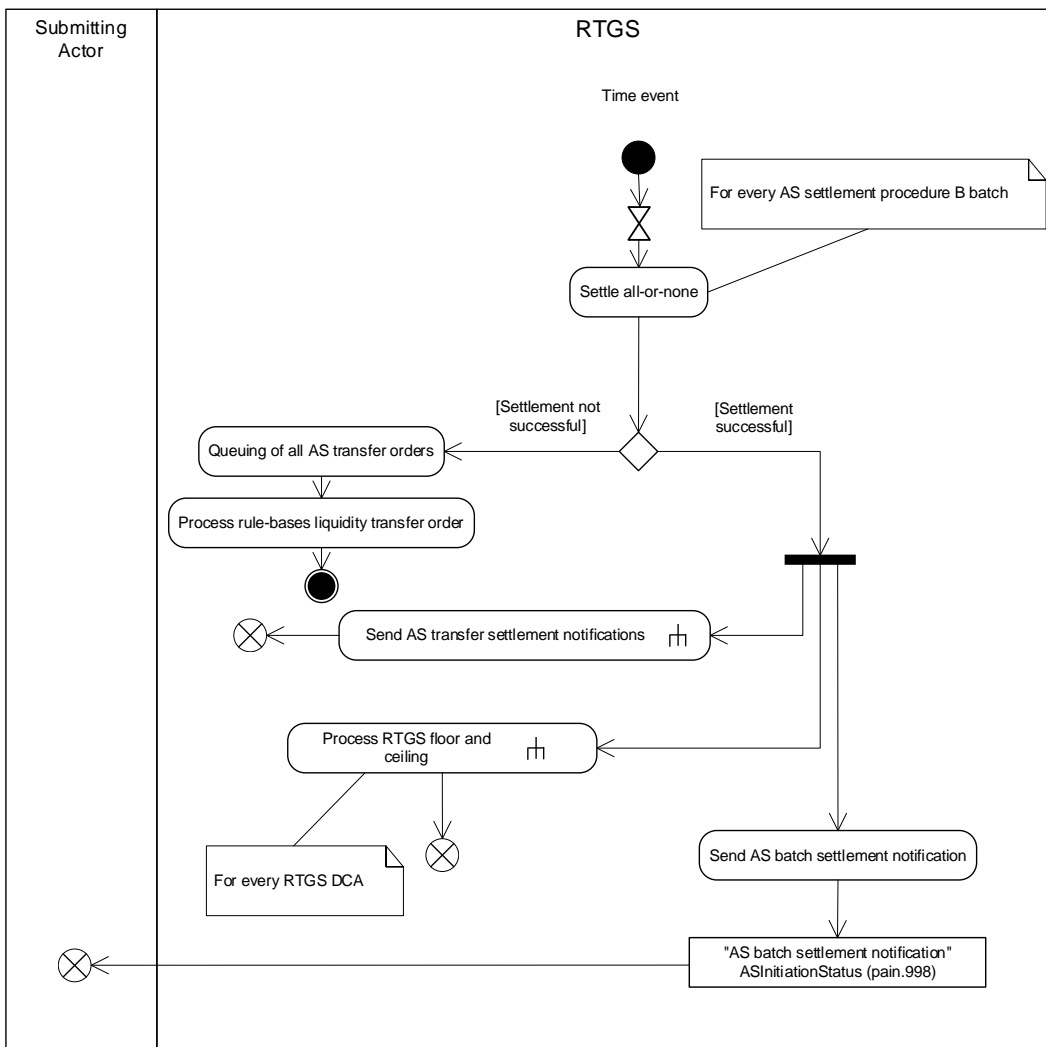 Submitting
Actor
RTGS
Time event
For every AS settlement procedure B batch
Settle all-or-none
[Settlement not
successful]
[Settlement
successful]
Queuing of all AS transfer orders
Process rule-bases liquidity transfer order
Send AS transfer settlement notifications
Process RTGS floor and
ceiling
For every RTGS DCA
Send AS batch settlement notification
"AS batch settlement notification"
ASInitiationStatus (pain.998)